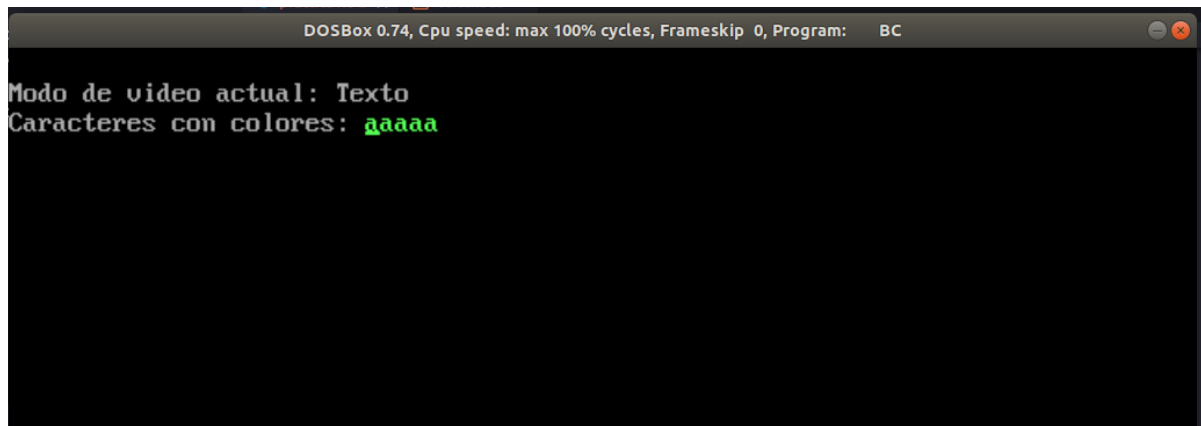 DOSBox 0.74, Cpu speed: max 100% cycles, Frameskip 0, Program: BC
Modo de video actual: Texto
Caracteres con colores: aaaaa